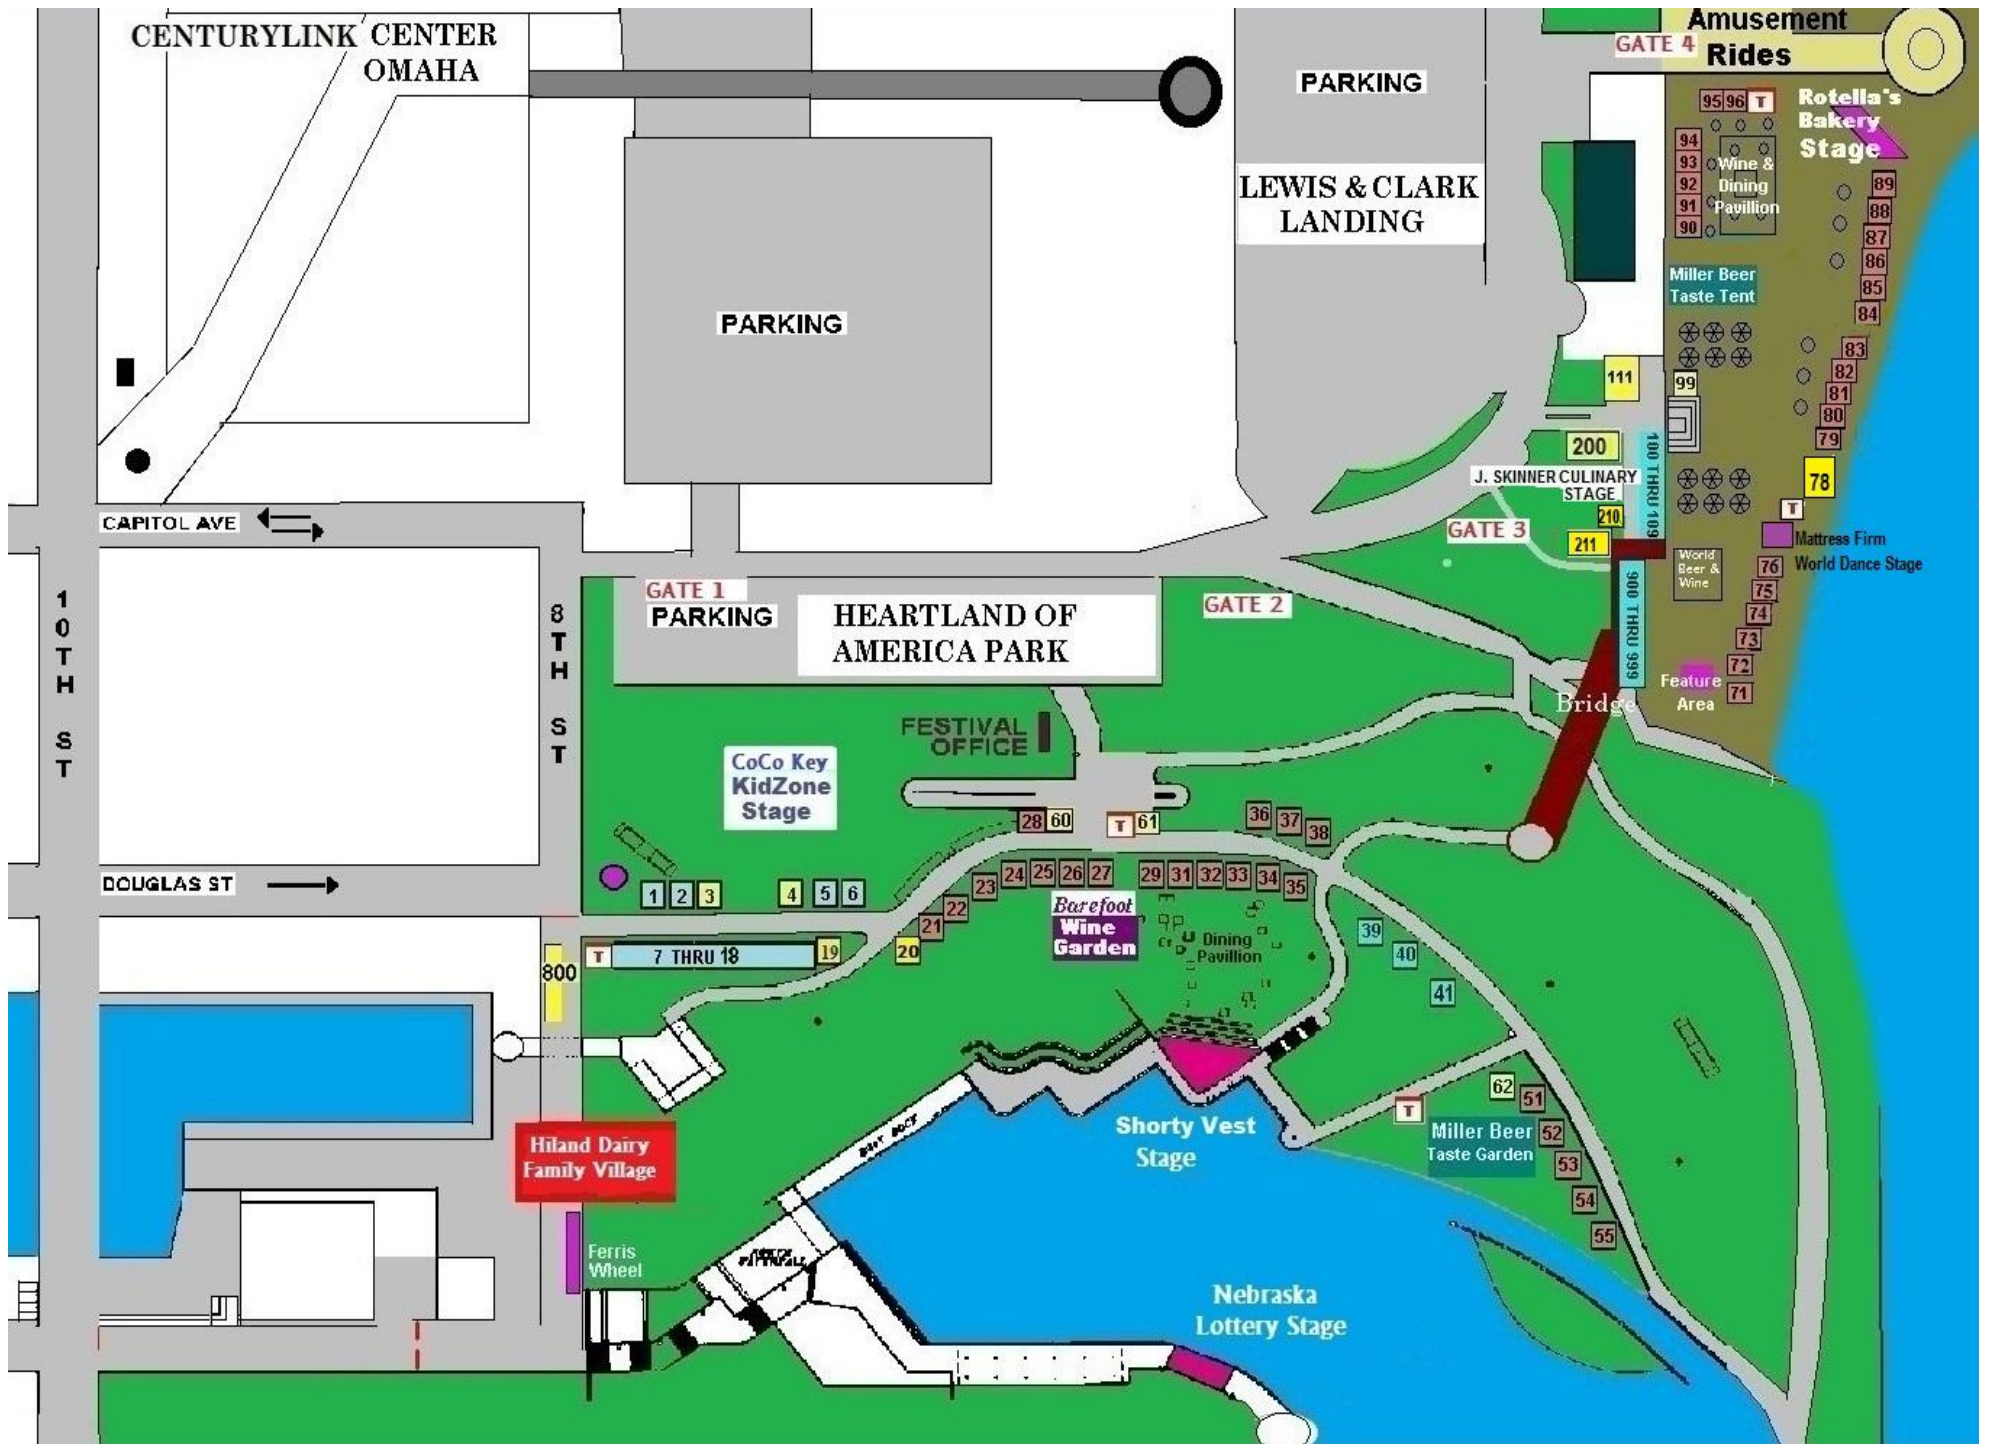 CENTURYLINK CENTER
OMAHA
PARKING
GATE 4
Amusement
Rides
Rotella's
Bakery
Stage
95 96 T
94
93
92
91
90
Wine &
Dining
Pavillion
LEWIS & CLARK
LANDING
89
88
87
86
85
84
83
82
81
80
79
78
Miller Beer
Taste Tent
PARKING
111
99
200
100 THRU 109
J. SKINNER CULINARY
STAGE
210
211
GATE 3
T
Mattress Firm
World Dance Stage
World
Beer &
Wine
76
75
74
73
72
71
900 THRU 999
Feature
Area
Bridge
CAPITOL AVE
10TH ST
8TH ST
GATE 1
PARKING
HEARTLAND OF
AMERICA PARK
GATE 2
FESTIVAL
OFFICE
CoCo Key
KidZone
Stage
28 60
T 61
36
37
38
DOUGLAS ST
1 2 3
4 5 6
T
7 THRU 18
19
20
21
22
23
24
25
26
27
29
31
32
33
34
35
Barefoot
Wine
Garden
Dining
Pavillion
39
40
41
800
62
51
52
53
54
55
T
Miller Beer
Taste Garden
Shorty Vest
Stage
Hiland Dairy
Family Village
Ferris
Wheel
Nebraska
Lottery Stage